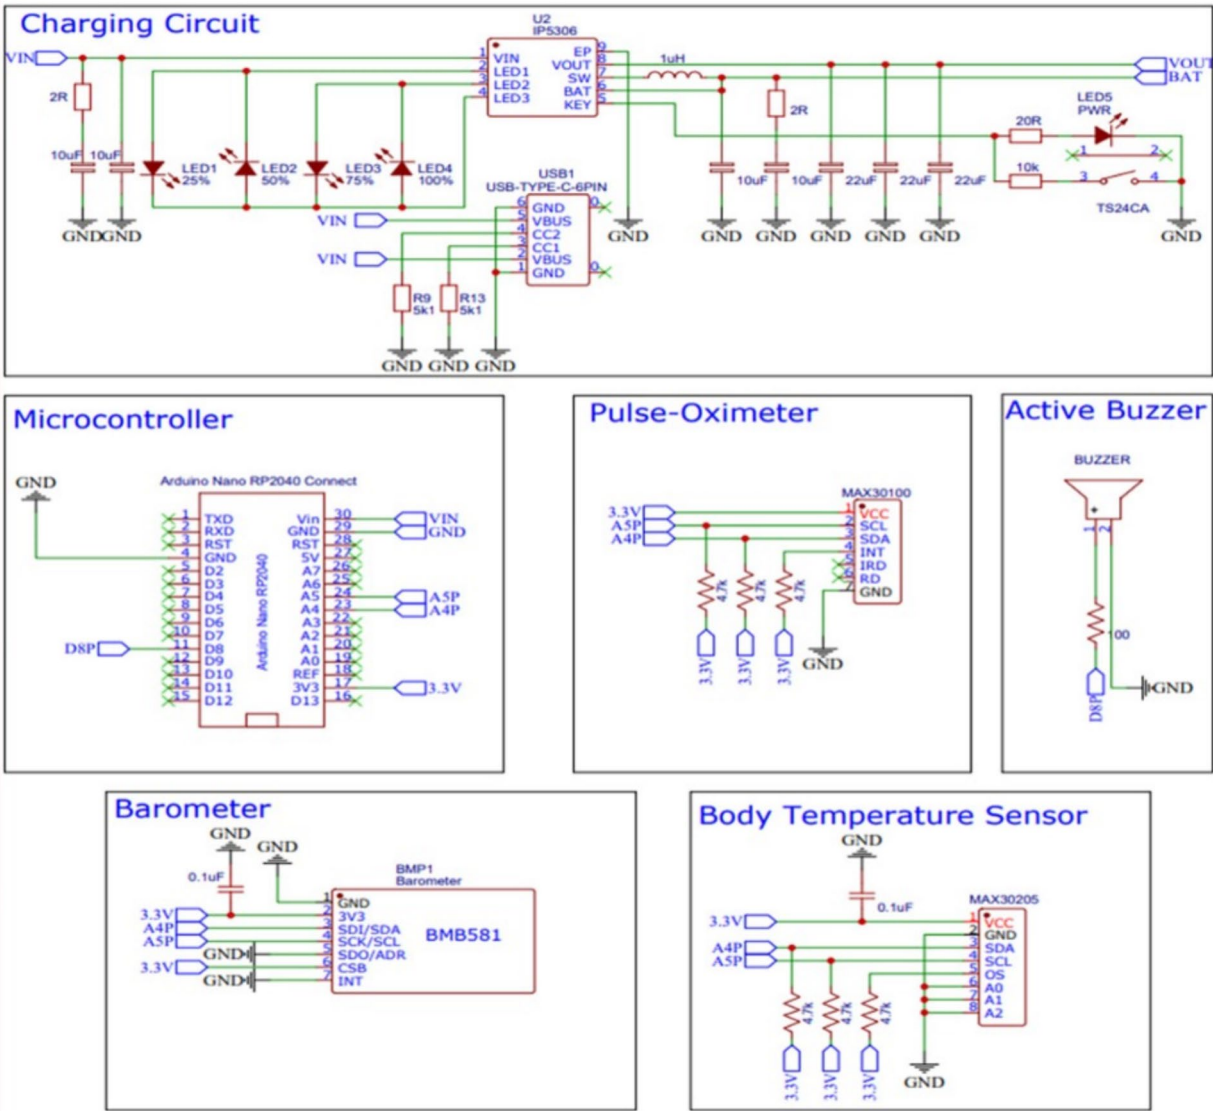 Charging Circuit
U2
IP5306
VIN
1 VIN
2 LED1
3 LED2
4 LED3
EP 9
VOUT 8
SW 7
BAT 6
KEY 5
1uH
VOUT
BAT
2R
10uF 10uF
LED1
25%
LED2
50%
LED3
75%
LED4
100%
2R
10uF 10uF 22uF 22uF 22uF
LED5
PWR
20R
1 2
10k
3 4
TS24CA
USB1
USB-TYPE-C-6PIN
6 GND 0
5 VBUS
4 CC2
3 CC1
2 VBUS
1 GND 0
VIN
VIN
R9
5k1
R13
5k1
GND GND GND GND GND GND GND GND GND
GND GND GND
Microcontroller
GND
Arduino Nano RP2040 Connect
1 TXD Vin 30 VIN
2 RXD GND 29 GND
3 RST RST 28
4 GND 5V 27
5 D2 A7 26
6 D3 A6 25
7 D4 A5 24 A5P
8 D5 A4 23 A4P
9 D6 A3 22
10 D7 A2 21
D8P 11 D8 A1 20
12 D9 A0 19
13 D10 REF 18
14 D11 3V3 17 3.3V
15 D12 D13 16
Arduino Nano RP2040
Pulse-Oximeter
MAX30100
3.3V 1 VCC
A5P 2 SCL
A4P 3 SDA
4 INT
IRD
RD
7 GND
4.7k 4.7k 4.7k
3.3V 3.3V 3.3V
GND
Active Buzzer
BUZZER
+
1 2
100
D8P
GND
Barometer
GND
GND
0.1uF
BMP1
Barometer
1 GND
3.3V 2 3V3
A4P 3 SDI/SDA
A5P 4 SCK/SCL
GND 5 SDO/ADR
3.3V 6 CSB
GND 7 INT
BMB581
Body Temperature Sensor
GND
0.1uF
MAX30205
3.3V 1 VCC
2 GND
A4P 3 SDA
A5P 4 SCL
5 OS
6 A0
7 A1
8 A2
4.7k 4.7k 4.7k
3.3V 3.3V 3.3V
GND